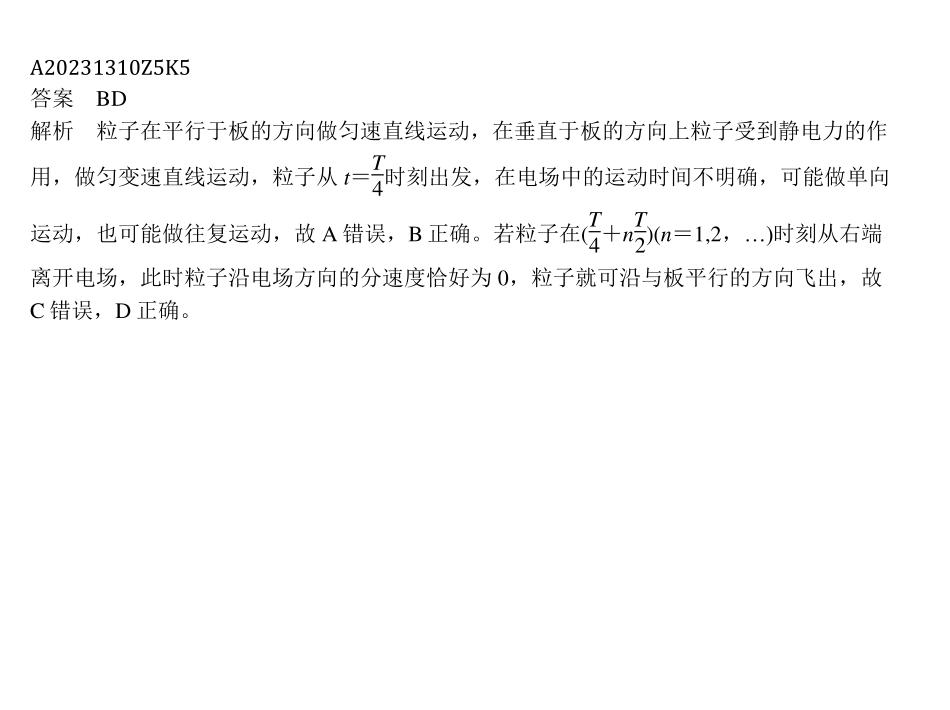 A20231310Z5K5
答案　BD
解析　粒子在平行于板的方向做匀速直线运动，在垂直于板的方向上粒子受到静电力的作
用，做匀变速直线运动，粒子从 t＝T/4时刻出发，在电场中的运动时间不明确，可能做单向
运动，也可能做往复运动，故 A 错误，B 正确。若粒子在(T/4＋nT/2)(n＝1,2，…)时刻从右端
离开电场，此时粒子沿电场方向的分速度恰好为 0，粒子就可沿与板平行的方向飞出，故
C 错误，D 正确。